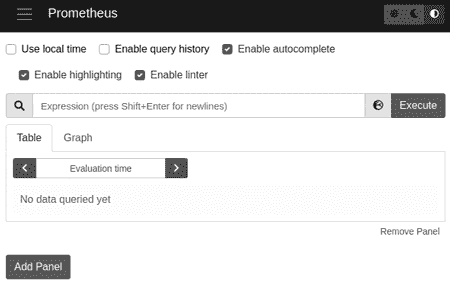 Prometheus
Use local time Enable query history Enable autocomplete
Enable highlighting Enable linter
Expression (press Shift+Enter for newlines) Execute
Table Graph
Evaluation time
No data queried yet
Remove Panel
Add Panel